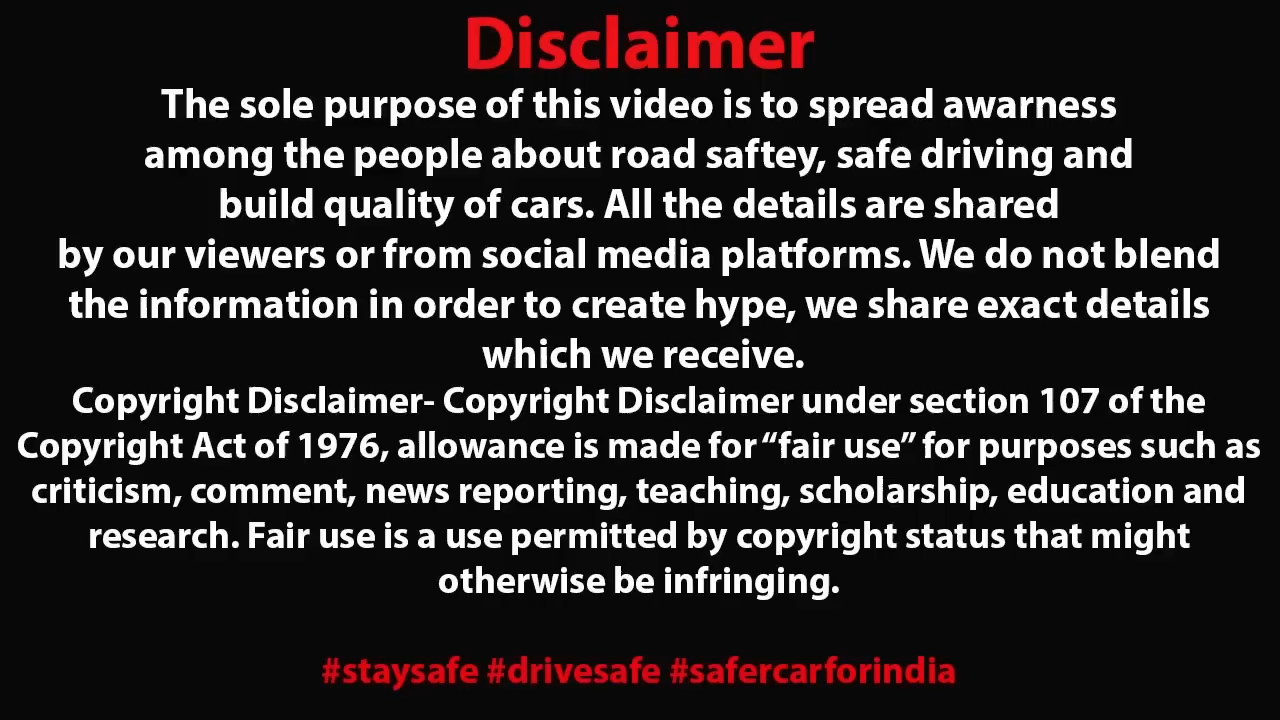 Disclaimer
The sole purpose of this video is to spread awarness
among the people about road saftey, safe driving and
build quality of cars. All the details are shared
by our viewers or from social media platforms. We do not blend
the information in order to create hype, we share exact details
which we receive.
Copyright Disclaimer- Copyright Disclaimer under section 107 of the
Copyright Act of 1976, allowance is made for “fair use” for purposes such as
criticism, comment, news reporting, teaching, scholarship, education and
research. Fair use is a use permitted by copyright status that might
otherwise be infringing.
#staysafe #drivesafe #safercarforindia